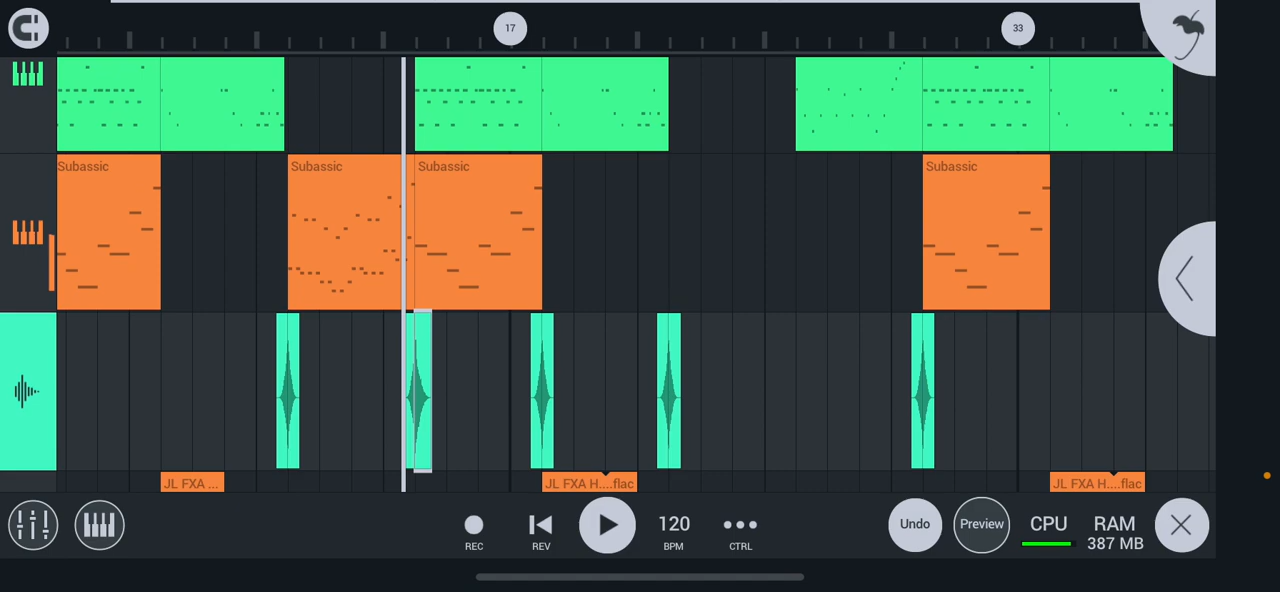 17
33
Subassic
Subassic
Subassic
Subassic
JL FXA ...
JL FXA H....flac
JL FXA H....flac
REC
REV
120
BPM
CTRL
Undo
Preview
CPU
RAM
387 MB